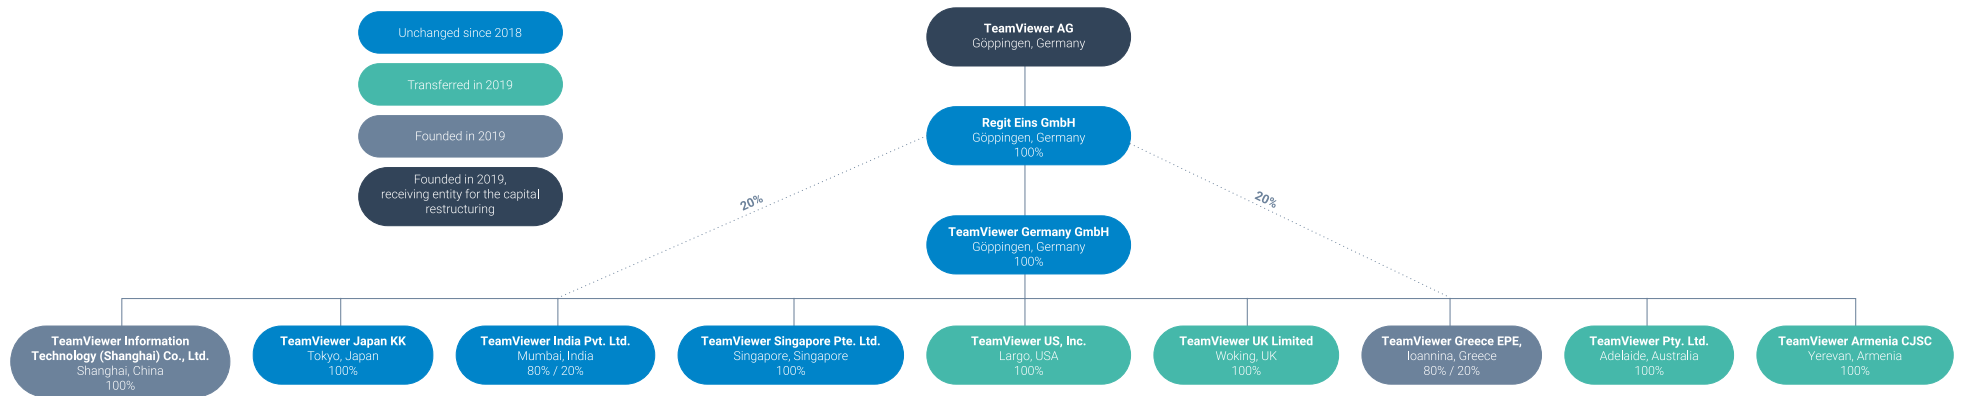 Unchanged since 2018
Transferred in 2019
Founded in 2019
Founded in 2019,
receiving entity for the capital
restructuring
TeamViewer AG
Göppingen, Germany
Regit Eins GmbH
Göppingen, Germany
100%
20%
20%
TeamViewer Germany GmbH
Göppingen, Germany
100%
TeamViewer Information
Technology (Shanghai) Co., Ltd.
Shanghai, China
100%
TeamViewer Japan KK
Tokyo, Japan
100%
TeamViewer India Pvt. Ltd.
Mumbai, India
80% / 20%
TeamViewer Singapore Pte. Ltd.
Singapore, Singapore
100%
TeamViewer US, Inc.
Largo, USA
100%
TeamViewer UK Limited
Woking, UK
100%
TeamViewer Greece EPE,
Ioannina, Greece
80% / 20%
TeamViewer Pty. Ltd.
Adelaide, Australia
100%
TeamViewer Armenia CJSC
Yerevan, Armenia
100%